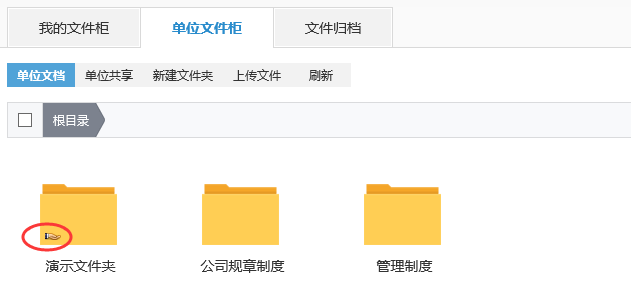 我的文件柜 单位文件柜 文件归档
单位文档 单位共享 新建文件夹 上传文件 刷新
根目录
演示文件夹 公司规章制度 管理制度